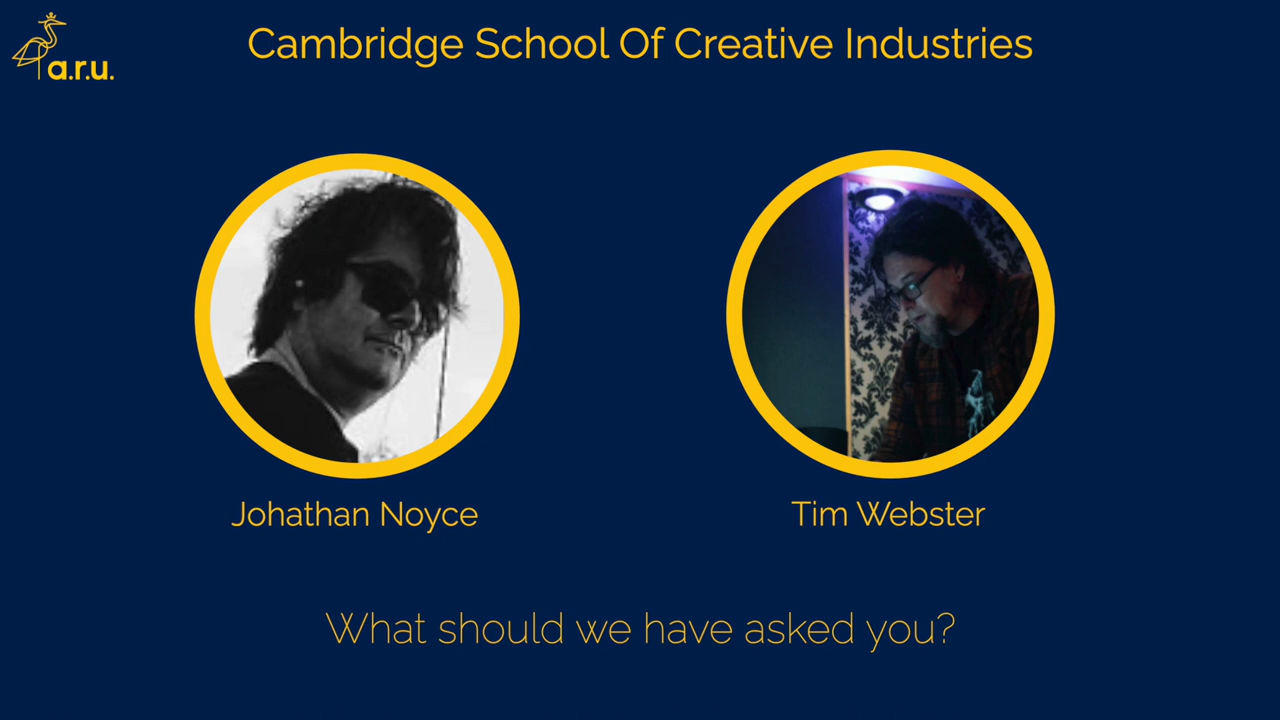 Cambridge School Of Creative Industries
a.r.u.
Johathan Noyce
Tim Webster
What should we have asked you?